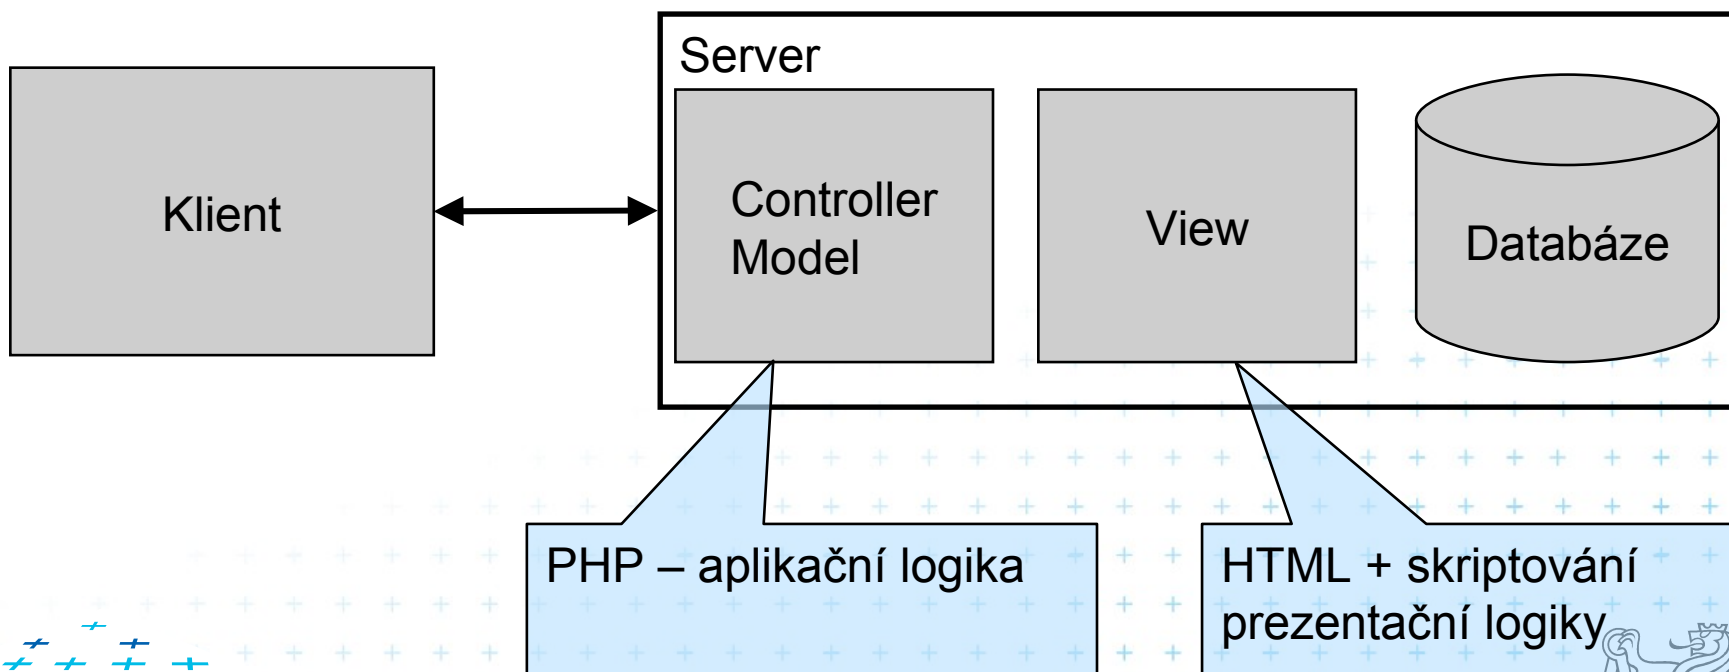 Server
Klient
Controller
Model
View
Databáze
PHP – aplikační logika
HTML + skriptování
prezentační logiky